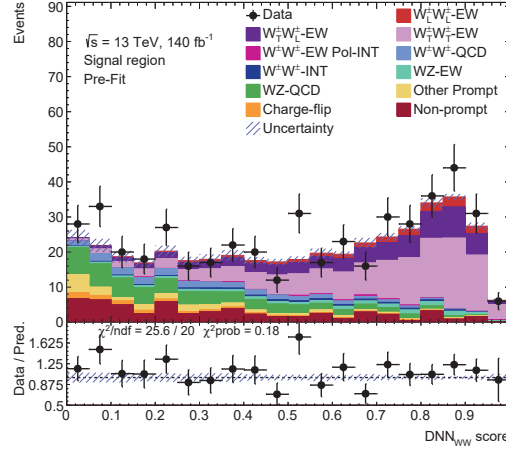 Events
90
80
70
60
50
40
30
20
10
0
√s = 13 TeV, 140 fb⁻¹
Signal region
Pre-Fit
Data
W±W±L-EW
W±W±-EW Pol-INT
W±W±-INT
WZ-QCD
Charge-flip
Uncertainty
W±LW±L-EW
W±TW±T-EW
W±W±-QCD
WZ-EW
Other Prompt
Non-prompt
χ²/ndf = 25.6 / 20 χ²prob = 0.18
Data / Pred.
1.625
1.25
0.875
0.5
0 0.1 0.2 0.3 0.4 0.5 0.6 0.7 0.8 0.9
DNN_WW score